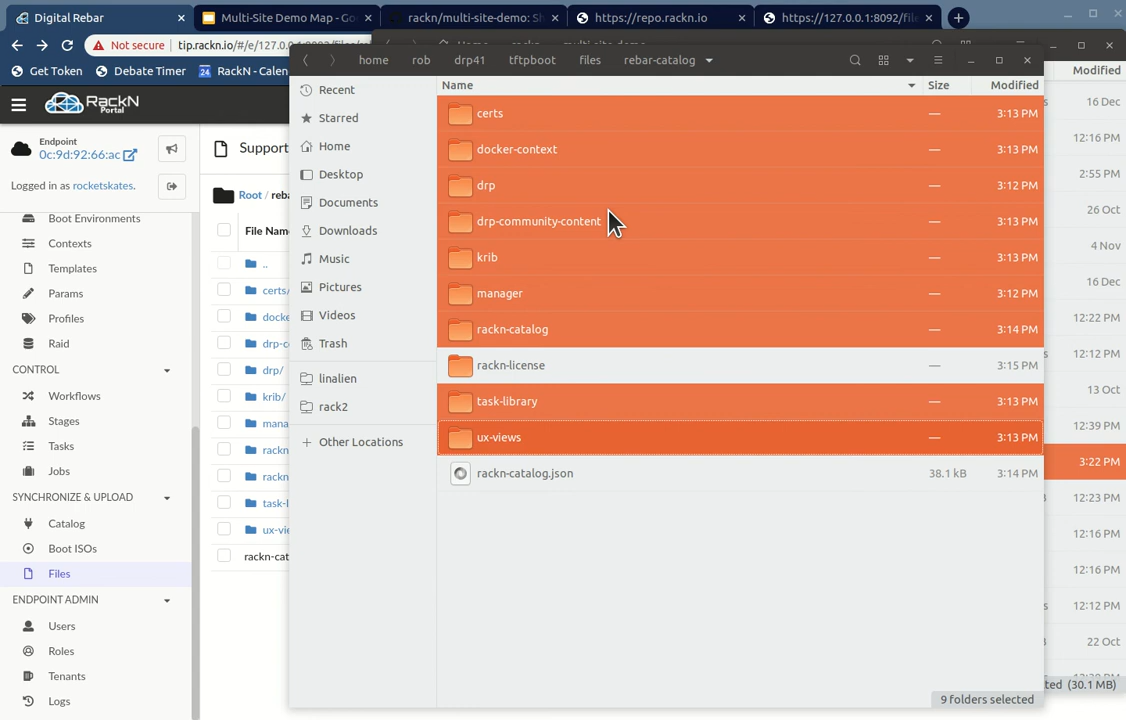 Digital Rebar
Multi-Site Demo Map - Go
rackn/multi-site-demo: Sh
https://repo.rackn.io
https://127.0.0.1:8092/file
Not secure
tip.rackn.io/#/e/127.0.0.1:8092/files/
Get Token
Debate Timer
RackN - Calen
home
rob
drp41
tftpboot
files
rebar-catalog
RackN
Portal
Endpoint
0c:9d:92:66:ac
Logged in as rocketskates.
Boot Environments
Contexts
Templates
Params
Profiles
Raid
CONTROL
Workflows
Stages
Tasks
Jobs
SYNCHRONIZE & UPLOAD
Catalog
Boot ISOs
Files
ENDPOINT ADMIN
Users
Roles
Tenants
Logs
Support
Root / reba
File Name
..
certs/
docke
drp-c
drp/
krib/
mana
rackn
rackn
task-l
ux-vie
rackn-cat
Recent
Starred
Home
Desktop
Documents
Downloads
Music
Pictures
Videos
Trash
linalien
rack2
Other Locations
Name
Size
Modified
certs — 3:13 PM
docker-context — 3:13 PM
drp — 3:12 PM
drp-community-content — 3:13 PM
krib — 3:13 PM
manager — 3:12 PM
rackn-catalog — 3:14 PM
rackn-license — 3:15 PM
task-library — 3:13 PM
ux-views — 3:13 PM
rackn-catalog.json 38.1 kB 3:14 PM
9 folders selected
Modified
16 Dec
12:16 PM
2:55 PM
26 Oct
4 Nov
16 Dec
12:22 PM
12:12 PM
13 Oct
12:39 PM
3:22 PM
12:23 PM
12:16 PM
12:16 PM
12:12 PM
22 Oct
ted (30.1 MB)